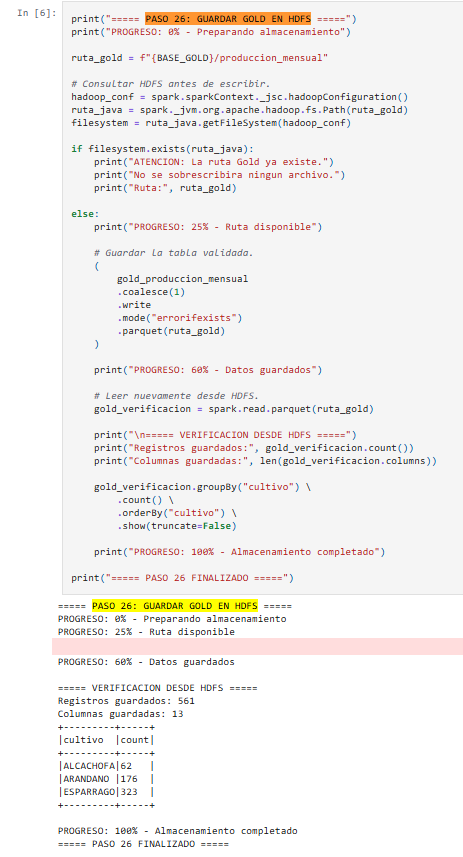 In [6]:
print("===== PASO 26: GUARDAR GOLD EN HDFS =====")
print("PROGRESO: 0% - Preparando almacenamiento")
ruta_gold = f"{BASE_GOLD}/produccion_mensual"
# Consultar HDFS antes de escribir.
hadoop_conf = spark.sparkContext._jsc.hadoopConfiguration()
ruta_java = spark._jvm.org.apache.hadoop.fs.Path(ruta_gold)
filesystem = ruta_java.getFileSystem(hadoop_conf)
if filesystem.exists(ruta_java):
    print("ATENCION: La ruta Gold ya existe.")
    print("No se sobrescribira ningun archivo.")
    print("Ruta:", ruta_gold)
else:
    print("PROGRESO: 25% - Ruta disponible")
    # Guardar la tabla validada.
    (
        gold_produccion_mensual
        .coalesce(1)
        .write
        .mode("errorifexists")
        .parquet(ruta_gold)
    )
    print("PROGRESO: 60% - Datos guardados")
    # Leer nuevamente desde HDFS.
    gold_verificacion = spark.read.parquet(ruta_gold)
    print("\n===== VERIFICACION DESDE HDFS =====")
    print("Registros guardados:", gold_verificacion.count())
    print("Columnas guardadas:", len(gold_verificacion.columns))
    gold_verificacion.groupBy("cultivo") \
        .count() \
        .orderBy("cultivo") \
        .show(truncate=False)
    print("PROGRESO: 100% - Almacenamiento completado")
print("===== PASO 26 FINALIZADO =====")
===== PASO 26: GUARDAR GOLD EN HDFS =====
PROGRESO: 0% - Preparando almacenamiento
PROGRESO: 25% - Ruta disponible
PROGRESO: 60% - Datos guardados
===== VERIFICACION DESDE HDFS =====
Registros guardados: 561
Columnas guardadas: 13
+---------+-----+
|cultivo  |count|
+---------+-----+
|ALCACHOFA|62   |
|ARANDANO |176  |
|ESPARRAGO|323  |
+---------+-----+
PROGRESO: 100% - Almacenamiento completado
===== PASO 26 FINALIZADO =====